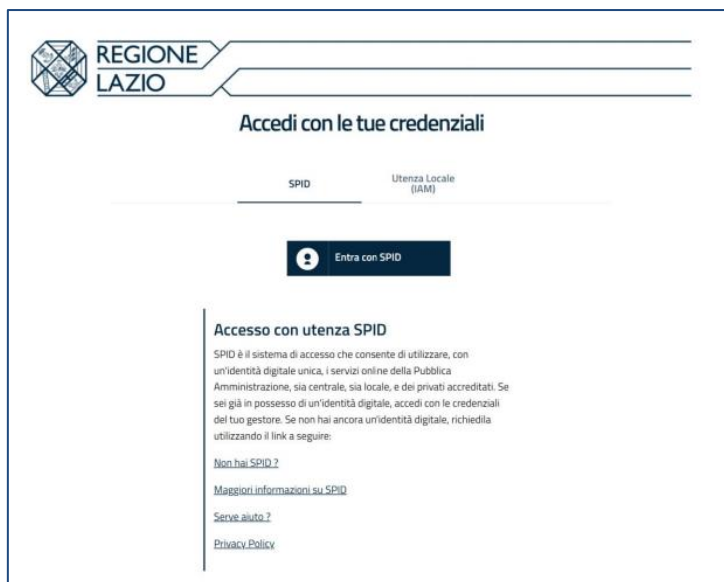 REGIONE
LAZIO
Accedi con le tue credenziali
SPID
Utenza Locale
(IAM)
Entra con SPID
Accesso con utenza SPID
SPID è il sistema di accesso che consente di utilizzare, con
un'identità digitale unica, i servizi online della Pubblica
Amministrazione, sia centrale, sia locale, e dei privati accreditati. Se
sei già in possesso di un'identità digitale, accedi con le credenziali
del tuo gestore. Se non hai ancora un'identità digitale, richiedila
utilizzando il link a seguire:
Non hai SPID ?
Maggiori informazioni su SPID
Serve aiuto ?
Privacy Policy